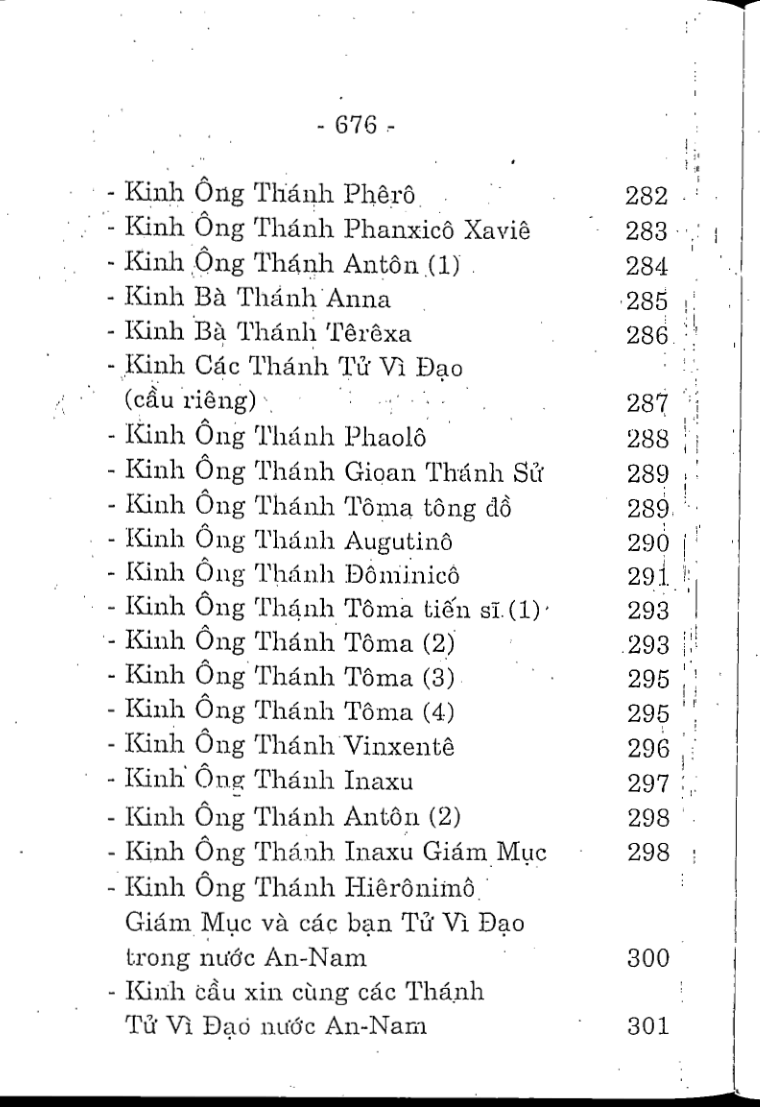 - 676 -
- Kinh Ông Thánh Phêrô 282
- Kinh Ông Thánh Phanxicô Xaviê 283
- Kinh Ông Thánh Antôn (1) 284
- Kinh Bà Thánh Anna 285
- Kinh Bà Thánh Têrêxa 286
- Kinh Các Thánh Tử Vì Đạo
(cầu riêng) 287
- Kinh Ông Thánh Phaolô 288
- Kinh Ông Thánh Gioan Thánh Sử 289
- Kinh Ông Thánh Tôma tông đồ 289
- Kinh Ông Thánh Augutinô 290
- Kinh Ông Thánh Đôminicô 291
- Kinh Ông Thánh Tôma tiến sĩ (1) 293
- Kinh Ông Thánh Tôma (2) 293
- Kinh Ông Thánh Tôma (3) 295
- Kinh Ông Thánh Tôma (4) 295
- Kinh Ông Thánh Vinxentê 296
- Kinh Ông Thánh Inaxu 297
- Kinh Ông Thánh Antôn (2) 298
- Kinh Ông Thánh Inaxu Giám Mục 298
- Kinh Ông Thánh Hiêrônimô
Giám Mục và các bạn Tử Vì Đạo
trong nước An-Nam 300
- Kinh cầu xin cùng các Thánh
Tử Vì Đạo nước An-Nam 301